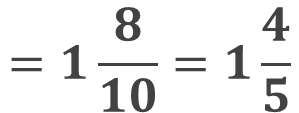 = 1 8/10 = 1 4/5